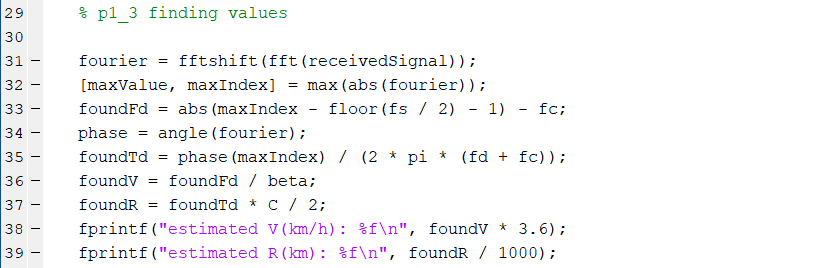 29 % p1_3 finding values
30
31 - fourier = fftshift(fft(receivedSignal));
32 - [maxValue, maxIndex] = max(abs(fourier));
33 - foundFd = abs(maxIndex - floor(fs / 2) - 1) - fc;
34 - phase = angle(fourier);
35 - foundTd = phase(maxIndex) / (2 * pi * (fd + fc));
36 - foundV = foundFd / beta;
37 - foundR = foundTd * C / 2;
38 - fprintf("estimated V(km/h): %f\n", foundV * 3.6);
39 - fprintf("estimated R(km): %f\n", foundR / 1000);